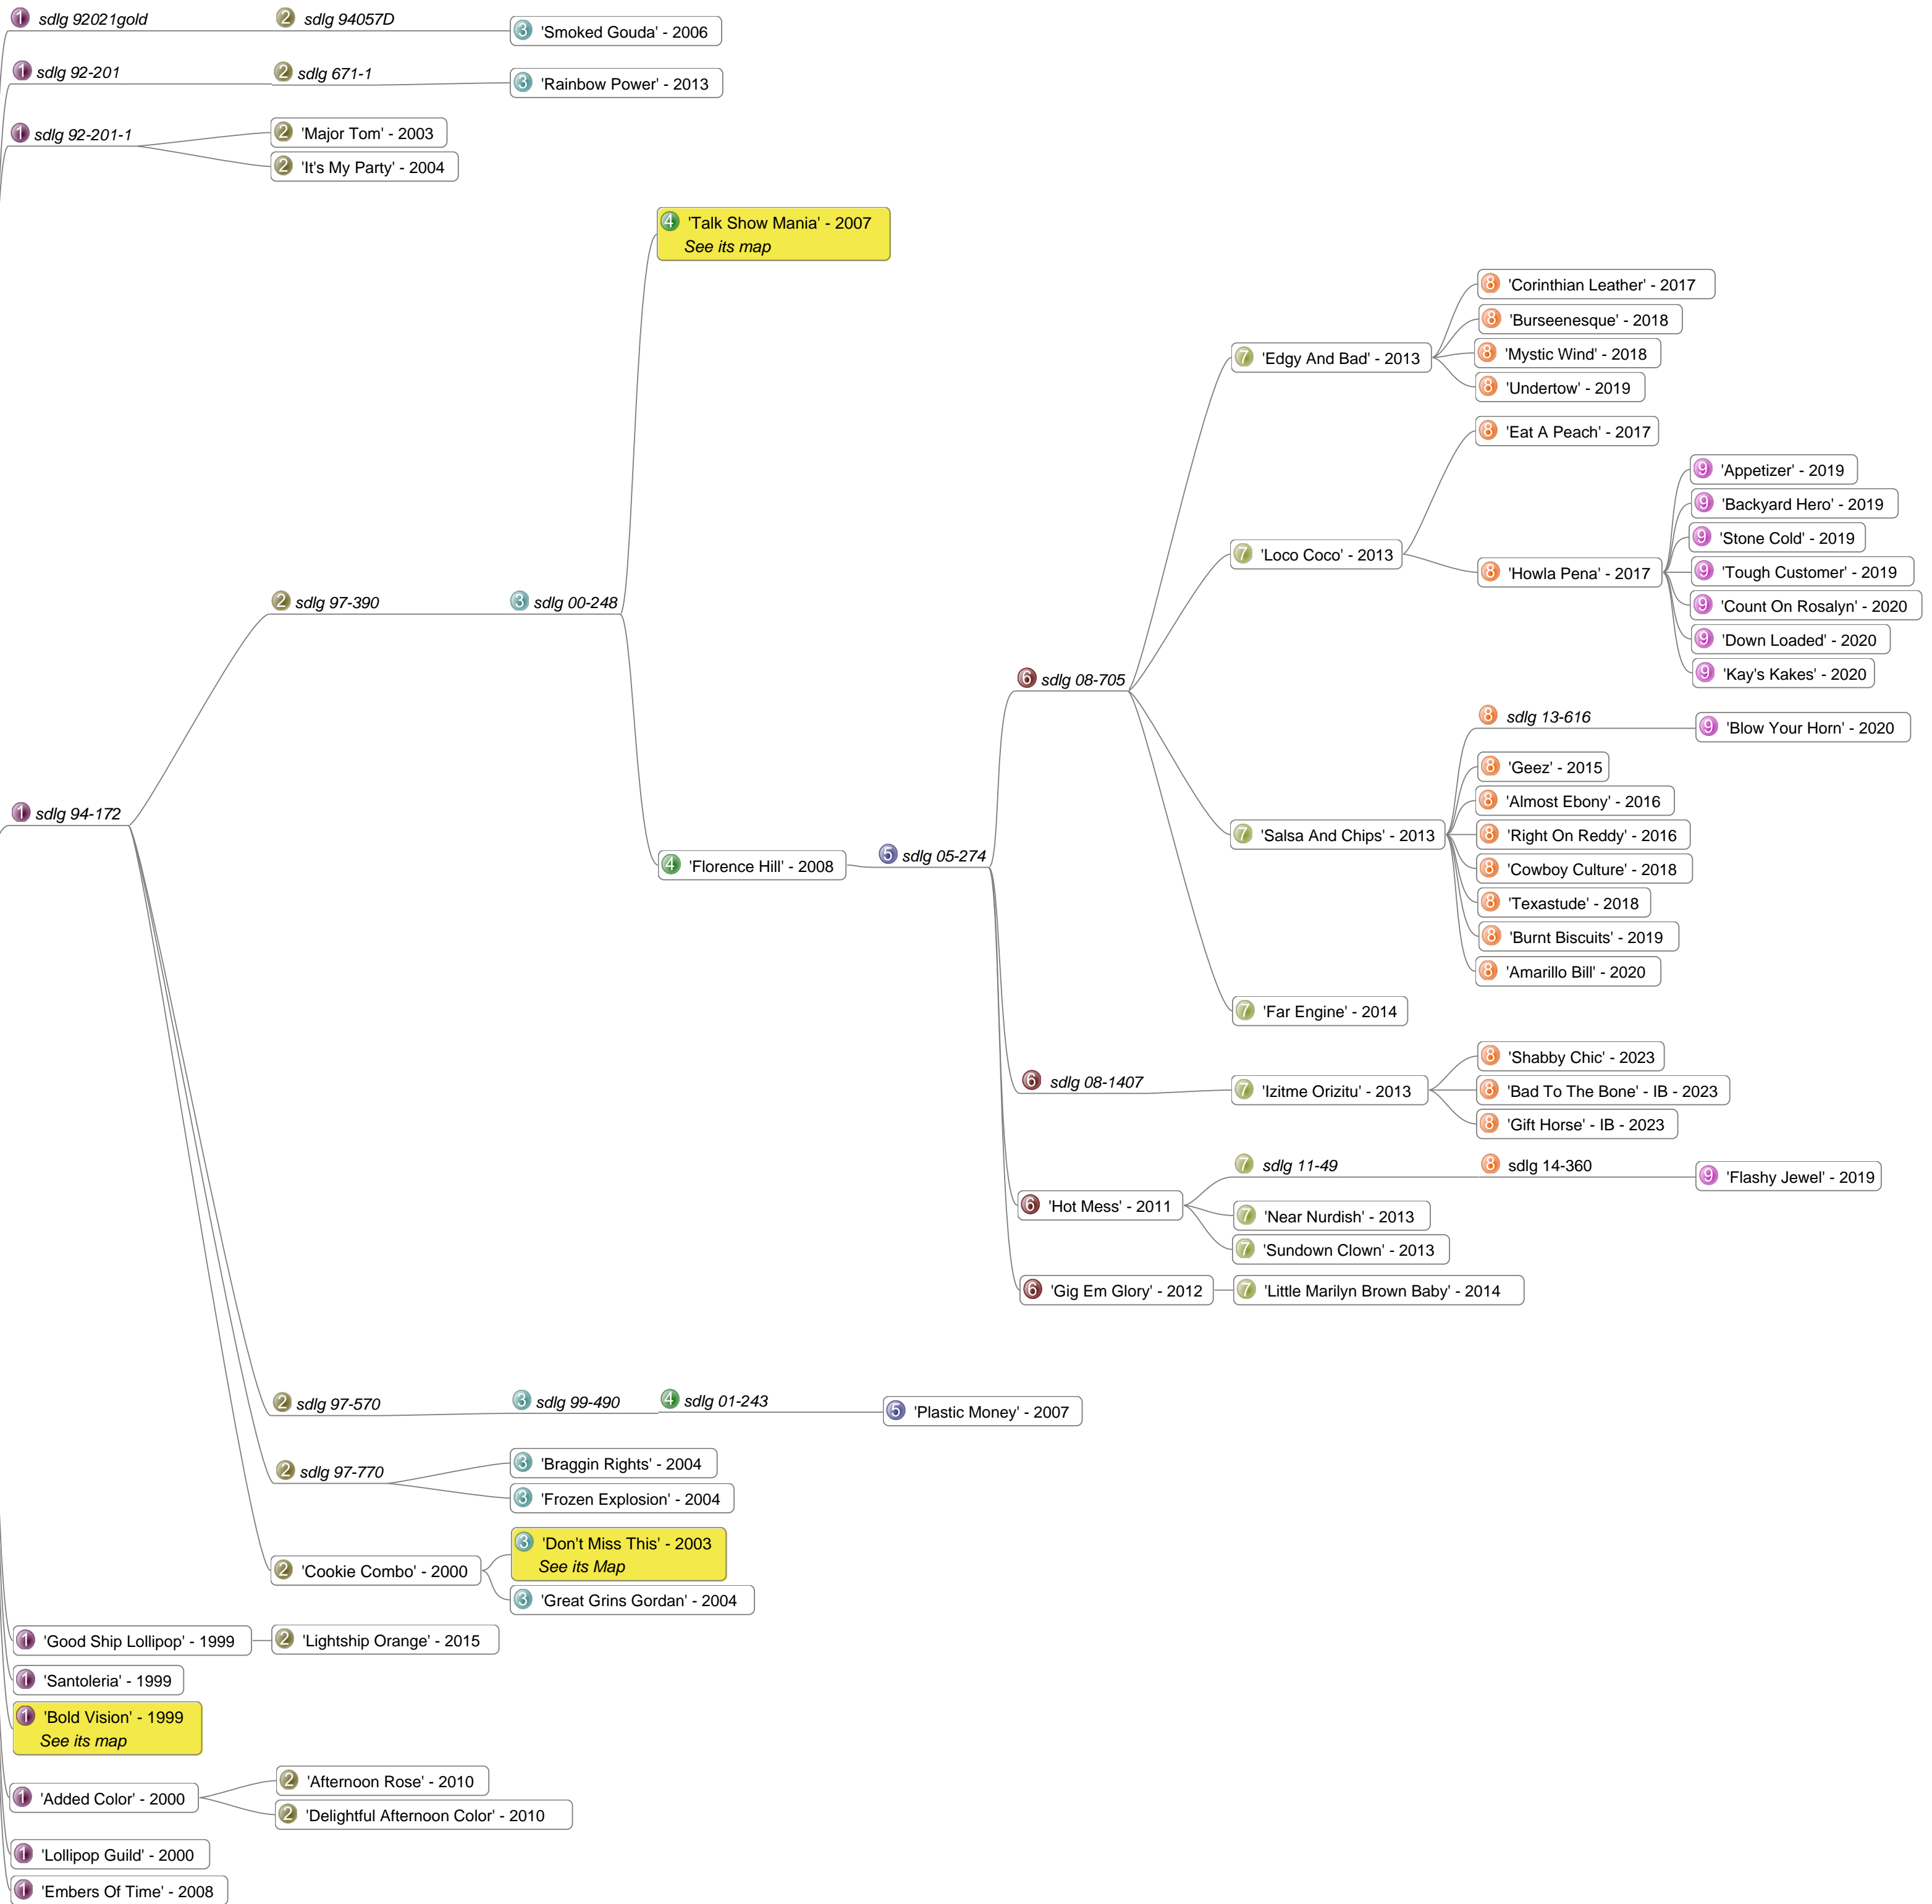 1 sdlg 92021gold
2 sdlg 94057D
3 'Smoked Gouda' - 2006
1 sdlg 92-201
2 sdlg 671-1
3 'Rainbow Power' - 2013
1 sdlg 92-201-1
2 'Major Tom' - 2003
2 'It's My Party' - 2004
1 sdlg 94-172
2 sdlg 97-390
3 sdlg 00-248
4 'Talk Show Mania' - 2007
See its map
4 'Florence Hill' - 2008
5 sdlg 05-274
6 sdlg 08-705
7 'Edgy And Bad' - 2013
8 'Corinthian Leather' - 2017
8 'Burseenesque' - 2018
8 'Mystic Wind' - 2018
8 'Undertow' - 2019
7 'Loco Coco' - 2013
8 'Eat A Peach' - 2017
8 'Howla Pena' - 2017
9 'Appetizer' - 2019
9 'Backyard Hero' - 2019
9 'Stone Cold' - 2019
9 'Tough Customer' - 2019
9 'Count On Rosalyn' - 2020
9 'Down Loaded' - 2020
9 'Kay's Kakes' - 2020
7 'Salsa And Chips' - 2013
8 sdlg 13-616
9 'Blow Your Horn' - 2020
8 'Geez' - 2015
8 'Almost Ebony' - 2016
8 'Right On Reddy' - 2016
8 'Cowboy Culture' - 2018
8 'Texastude' - 2018
8 'Burnt Biscuits' - 2019
8 'Amarillo Bill' - 2020
7 'Far Engine' - 2014
6 sdlg 08-1407
7 'Izitme Orizitu' - 2013
8 'Shabby Chic' - 2023
8 'Bad To The Bone' - IB - 2023
8 'Gift Horse' - IB - 2023
6 'Hot Mess' - 2011
7 sdlg 11-49
8 sdlg 14-360
9 'Flashy Jewel' - 2019
7 'Near Nurdish' - 2013
7 'Sundown Clown' - 2013
6 'Gig Em Glory' - 2012
7 'Little Marilyn Brown Baby' - 2014
2 sdlg 97-570
3 sdlg 99-490
4 sdlg 01-243
5 'Plastic Money' - 2007
2 sdlg 97-770
3 'Braggin Rights' - 2004
3 'Frozen Explosion' - 2004
2 'Cookie Combo' - 2000
3 'Don't Miss This' - 2003
See its Map
3 'Great Grins Gordan' - 2004
1 'Good Ship Lollipop' - 1999
2 'Lightship Orange' - 2015
1 'Santoleria' - 1999
1 'Bold Vision' - 1999
See its map
1 'Added Color' - 2000
2 'Afternoon Rose' - 2010
2 'Delightful Afternoon Color' - 2010
1 'Lollipop Guild' - 2000
1 'Embers Of Time' - 2008